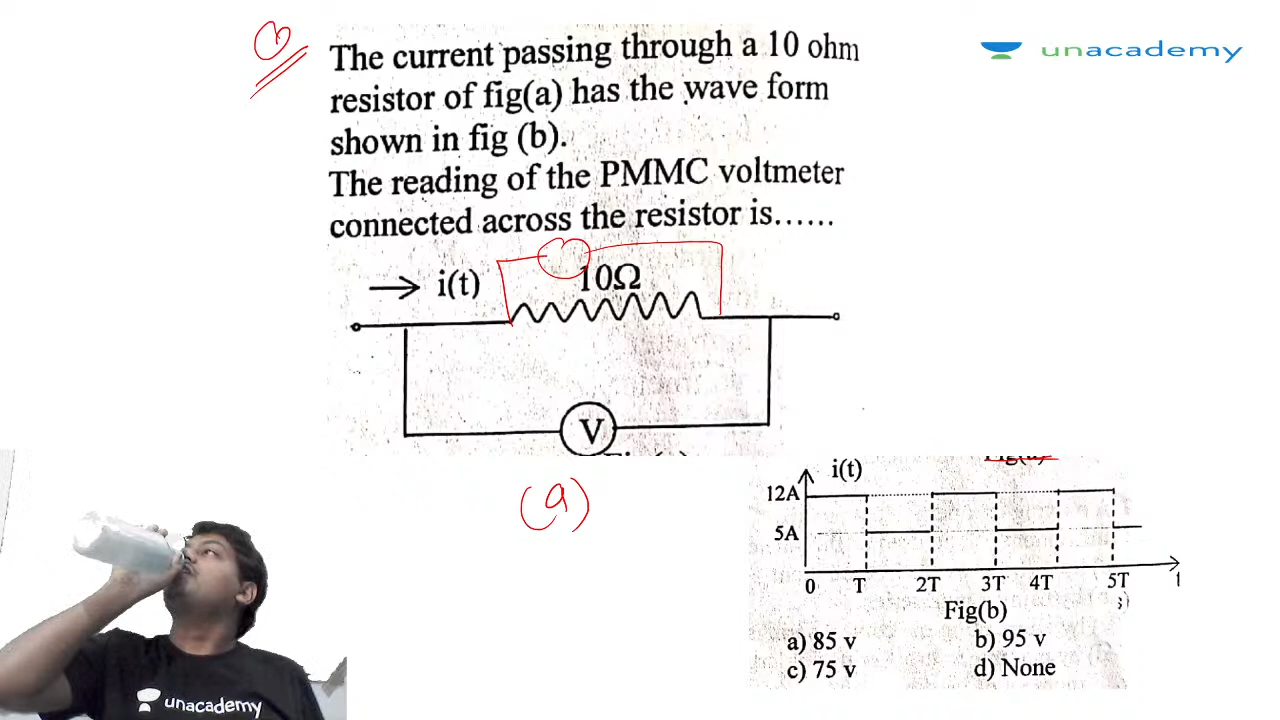 The current passing through a 10 ohm
resistor of fig(a) has the wave form
shown in fig (b).
The reading of the PMMC voltmeter
connected across the resistor is......
unacademy
i(t)
10Ω
V
(a)
i(t)
12A
5A
0 T 2T 3T 4T 5T
Fig(b)
a) 85 v b) 95 v
c) 75 v d) None
unacademy